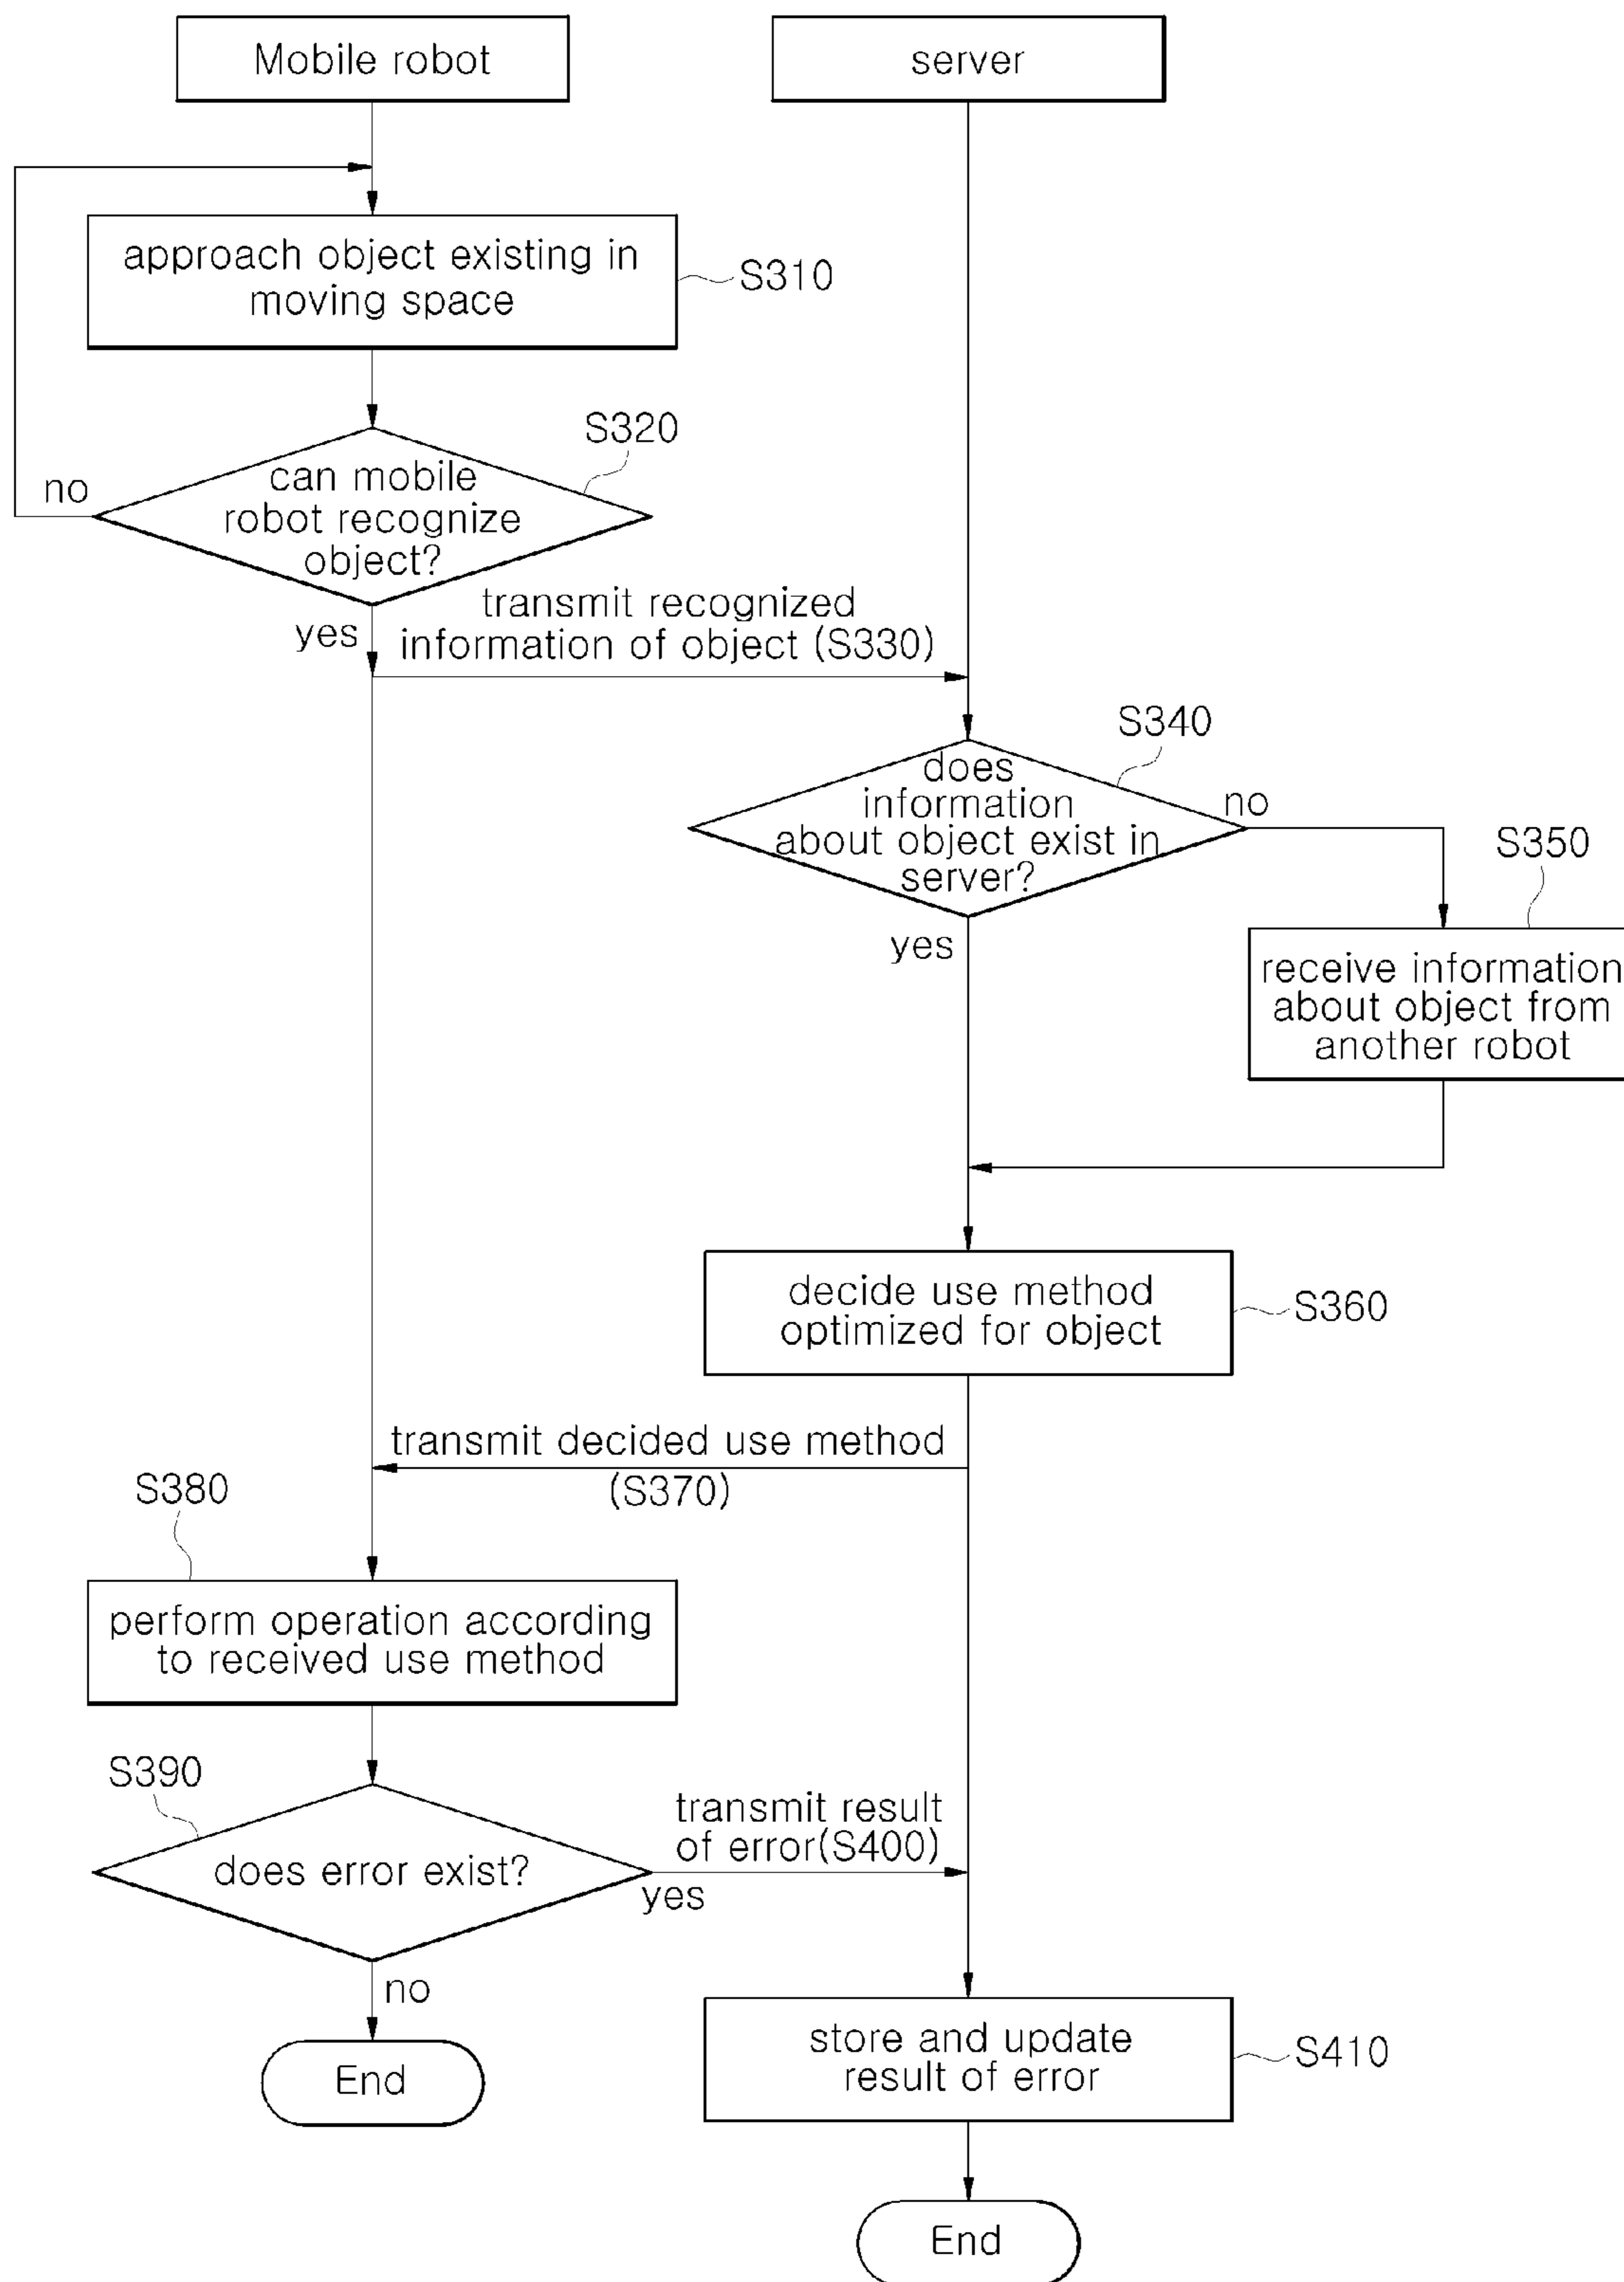 Mobile robot
server
approach object existing in
moving space
S310
S320
can mobile
robot recognize
object?
no
yes
transmit recognized
information of object (S330)
S340
does
information
about object exist in
server?
no
yes
S350
receive information
about object from
another robot
decide use method
optimized for object
S360
transmit decided use method
(S370)
S380
perform operation according
to received use method
S390
does error exist?
transmit result
of error(S400)
yes
no
End
store and update
result of error
S410
End